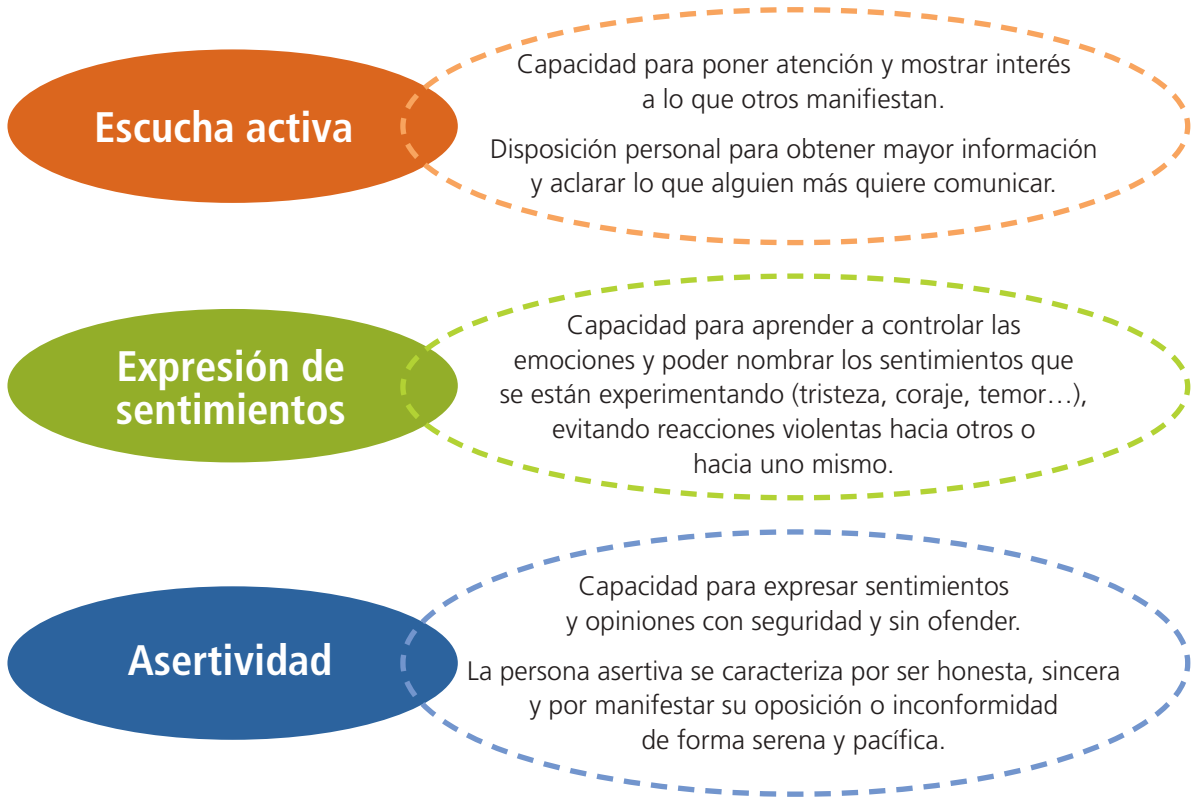 Escucha activa
Capacidad para poner atención y mostrar interés
a lo que otros manifiestan.
Disposición personal para obtener mayor información
y aclarar lo que alguien más quiere comunicar.
Expresión de
sentimientos
Capacidad para aprender a controlar las
emociones y poder nombrar los sentimientos que
se están experimentando (tristeza, coraje, temor…),
evitando reacciones violentas hacia otros o
hacia uno mismo.
Asertividad
Capacidad para expresar sentimientos
y opiniones con seguridad y sin ofender.
La persona asertiva se caracteriza por ser honesta, sincera
y por manifestar su oposición o inconformidad
de forma serena y pacífica.